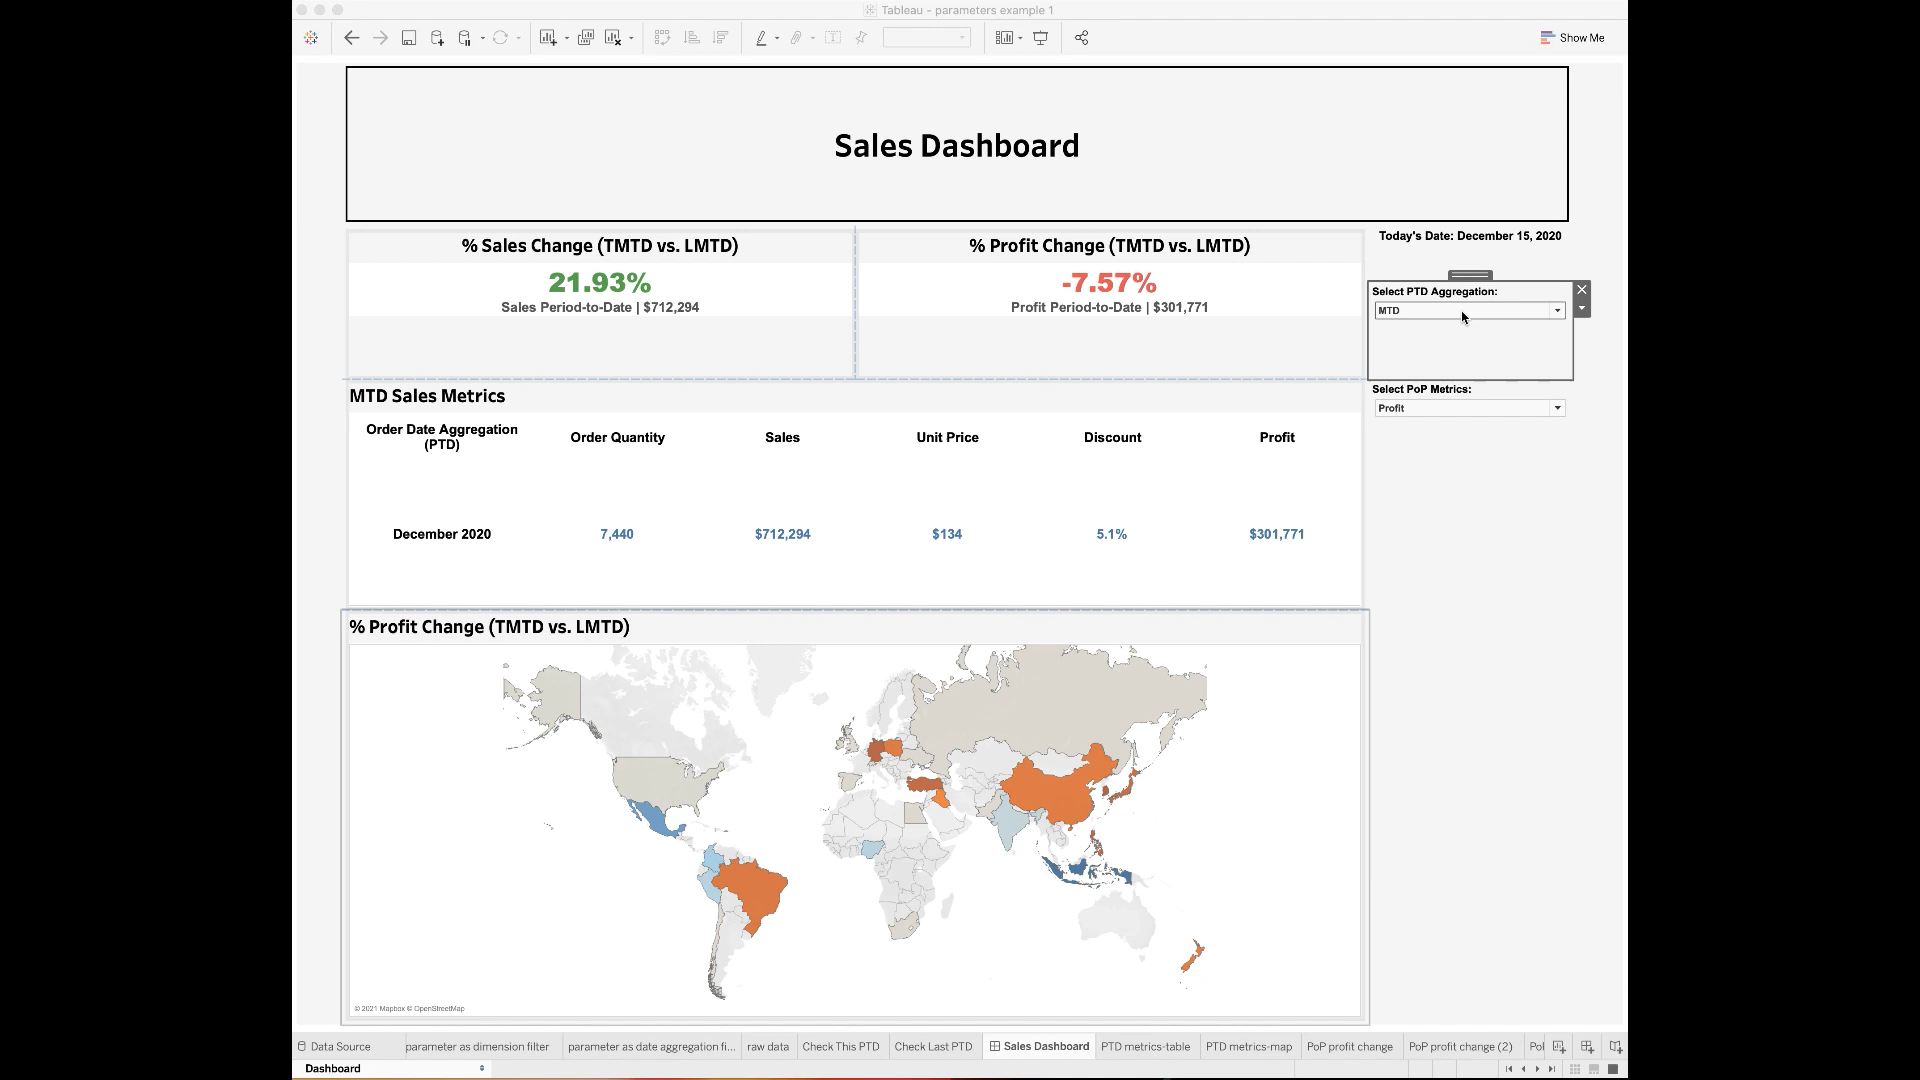 Tableau - parameters example 1
Show Me
Sales Dashboard
% Sales Change (TMTD vs. LMTD)
21.93%
Sales Period-to-Date | $712,294
% Profit Change (TMTD vs. LMTD)
-7.57%
Profit Period-to-Date | $301,771
Today's Date: December 15, 2020
Select PTD Aggregation:
MTD
Select PoP Metrics:
Profit
MTD Sales Metrics
Order Date Aggregation
(PTD)
Order Quantity
Sales
Unit Price
Discount
Profit
December 2020
7,440
$712,294
$134
5.1%
$301,771
% Profit Change (TMTD vs. LMTD)
© 2021 Mapbox © OpenStreetMap
Data Source
parameter as dimension filter
parameter as date aggregation fi...
raw data
Check This PTD
Check Last PTD
Sales Dashboard
PTD metrics-table
PTD metrics-map
PoP profit change
PoP profit change (2)
Dashboard